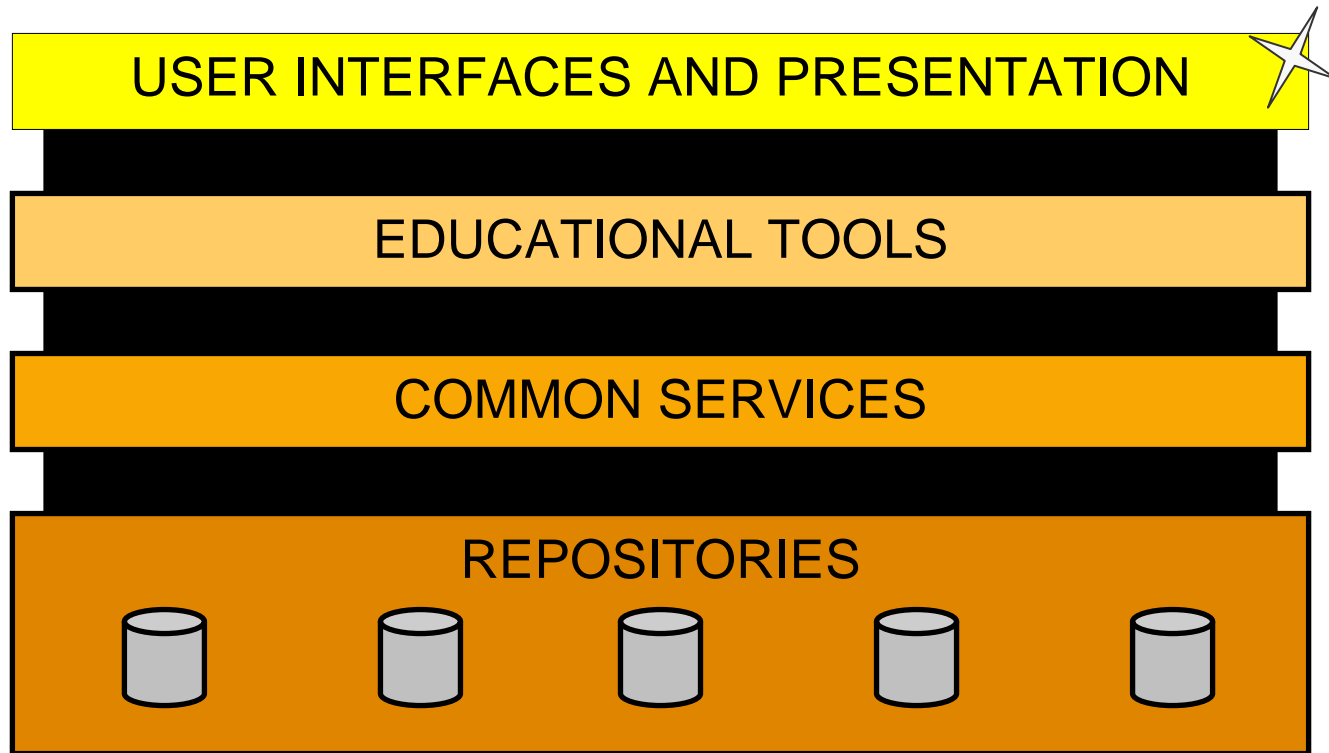 USER INTERFACES AND PRESENTATION
EDUCATIONAL TOOLS
COMMON SERVICES
REPOSITORIES